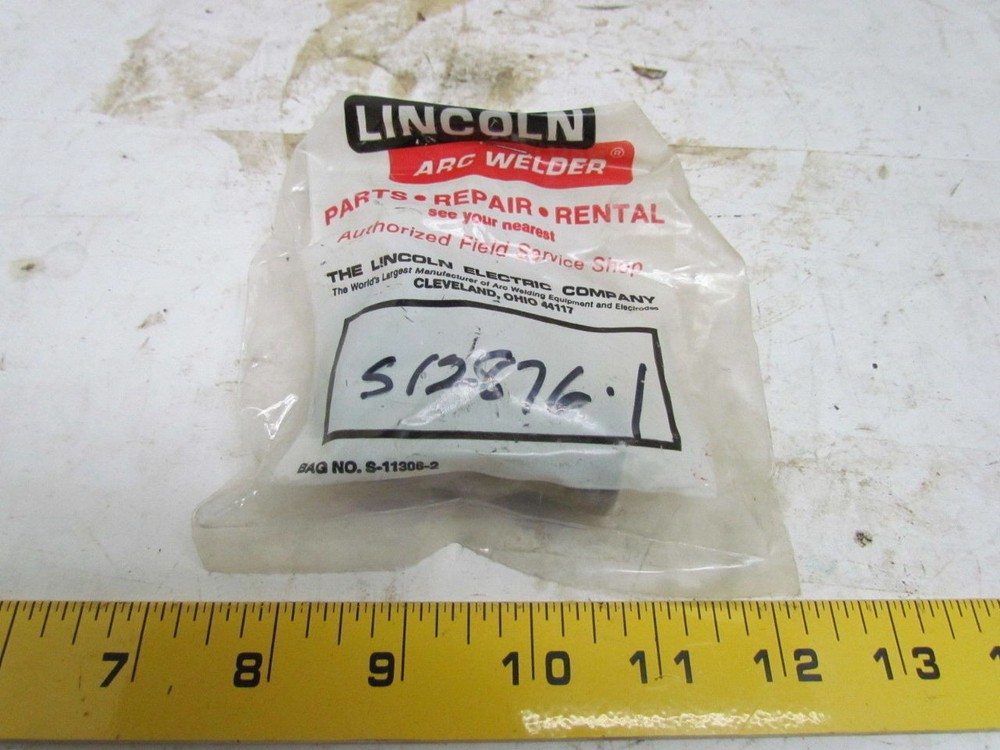 LINCOLN
ARC WELDER®
PARTS • REPAIR • RENTAL
see your nearest
Authorized Field Service Shop
THE LINCOLN ELECTRIC COMPANY
The World's Largest Manufacturer of Arc Welding Equipment and Electrodes
CLEVELAND, OHIO 44117
S12876·1
BAG NO. S-11306-2
7 8 9 10 11 12 13